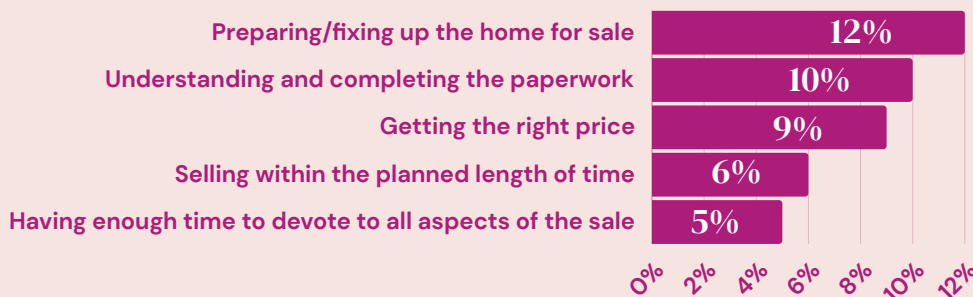 Preparing/fixing up the home for sale 12%
Understanding and completing the paperwork 10%
Getting the right price 9%
Selling within the planned length of time 6%
Having enough time to devote to all aspects of the sale 5%
0% 2% 4% 6% 8% 10% 12%